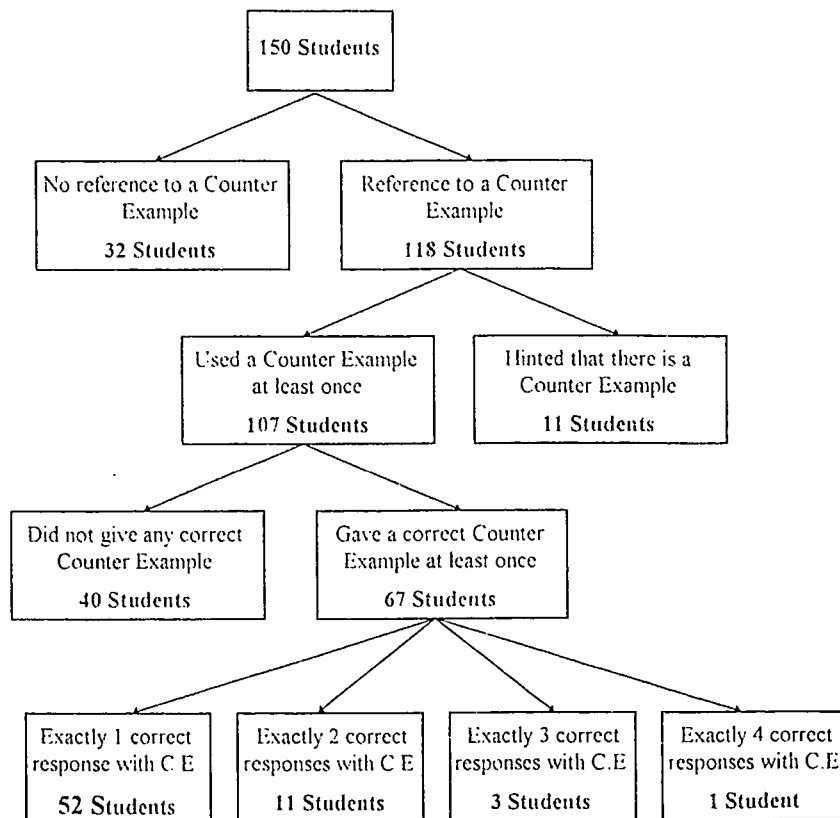 150 Students
No reference to a Counter
Example
32 Students
Reference to a Counter
Example
118 Students
Used a Counter Example
at least once
107 Students
Hinted that there is a
Counter Example
11 Students
Did not give any correct
Counter Example
40 Students
Gave a correct Counter
Example at least once
67 Students
Exactly 1 correct
response with C.E
52 Students
Exactly 2 correct
responses with C.E
11 Students
Exactly 3 correct
responses with C.E
3 Students
Exactly 4 correct
responses with C.E
1 Student